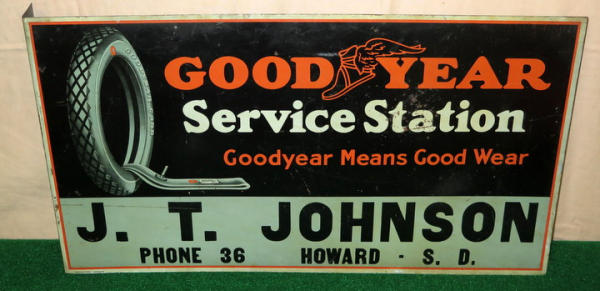 GOOD YEAR
Service Station
Goodyear Means Good Wear
J. T. JOHNSON
PHONE 36 HOWARD - S. D.